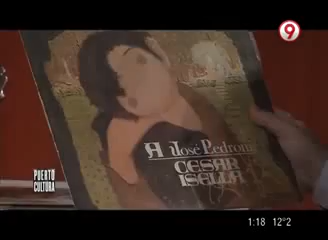 9
A José Pedroni
CESAR
ISELLA
PUERTO
CULTURA
1:18 12°2